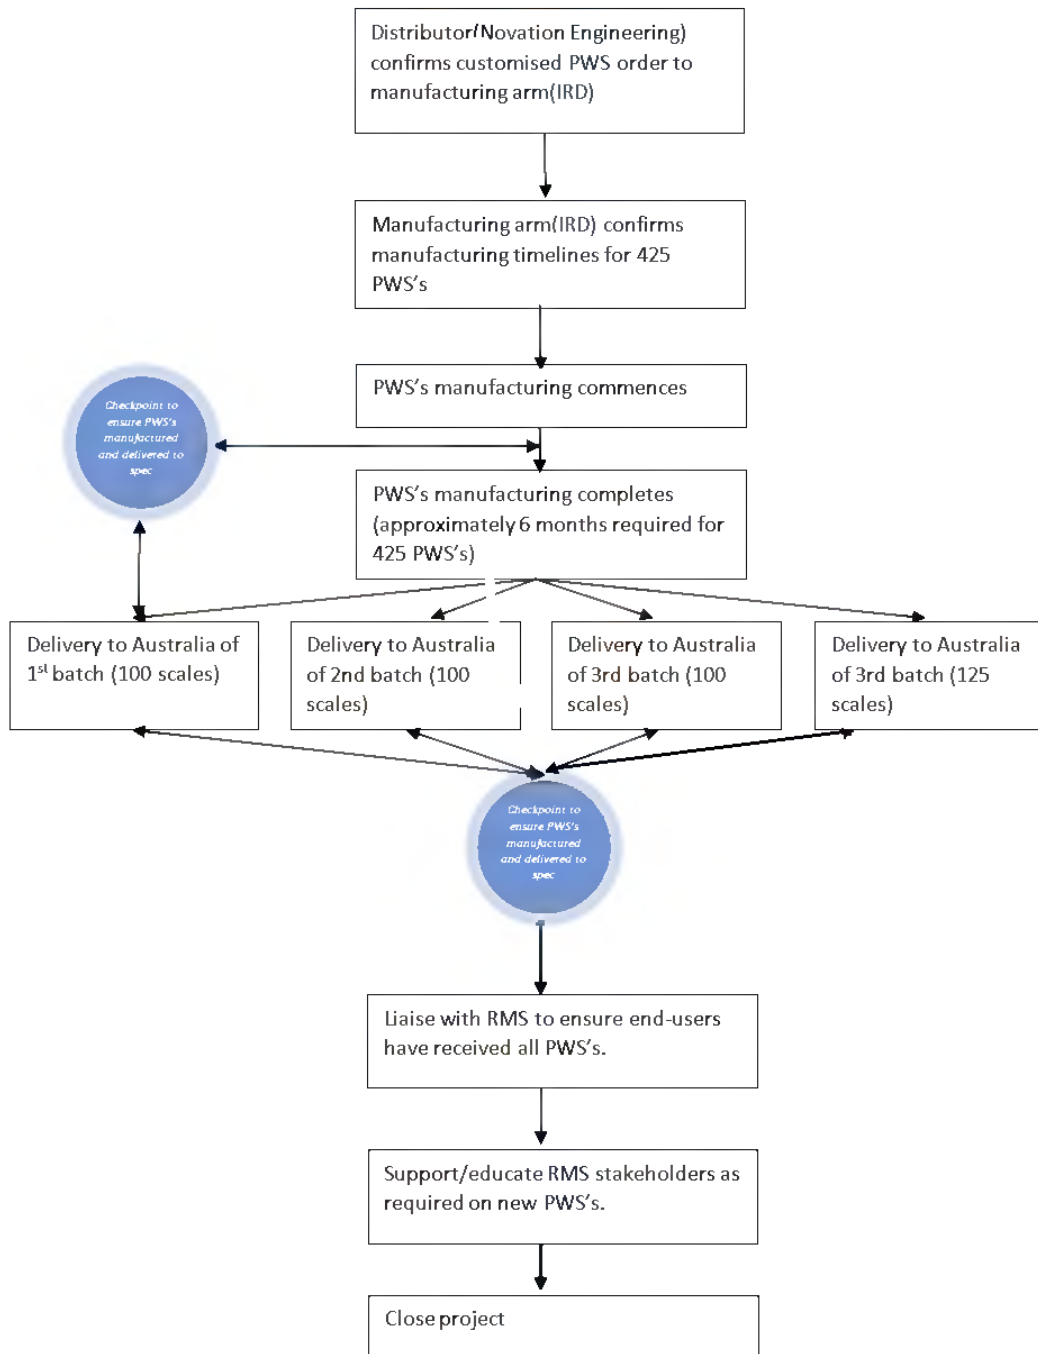 Distributor/Novation Engineering)
confirms customised PWS order to
manufacturing arm(IRD)
Manufacturing arm(IRD) confirms
manufacturing timelines for 425
PWS's
PWS's manufacturing commences
Checkpoint to
ensure PWS's
manufactured
and delivered to
spec
PWS's manufacturing completes
(approximately 6 months required for
425 PWS's)
Delivery to Australia of
1st batch (100 scales)
Delivery to Australia
of 2nd batch (100
scales)
Delivery to Australia
of 3rd batch (100
scales)
Delivery to Australia
of 3rd batch (125
scales)
Checkpoint to
ensure PWS's
manufactured
and delivered to
spec
Liaise with RMS to ensure end-users
have received all PWS's.
Support/educate RMS stakeholders as
required on new PWS's.
Close project